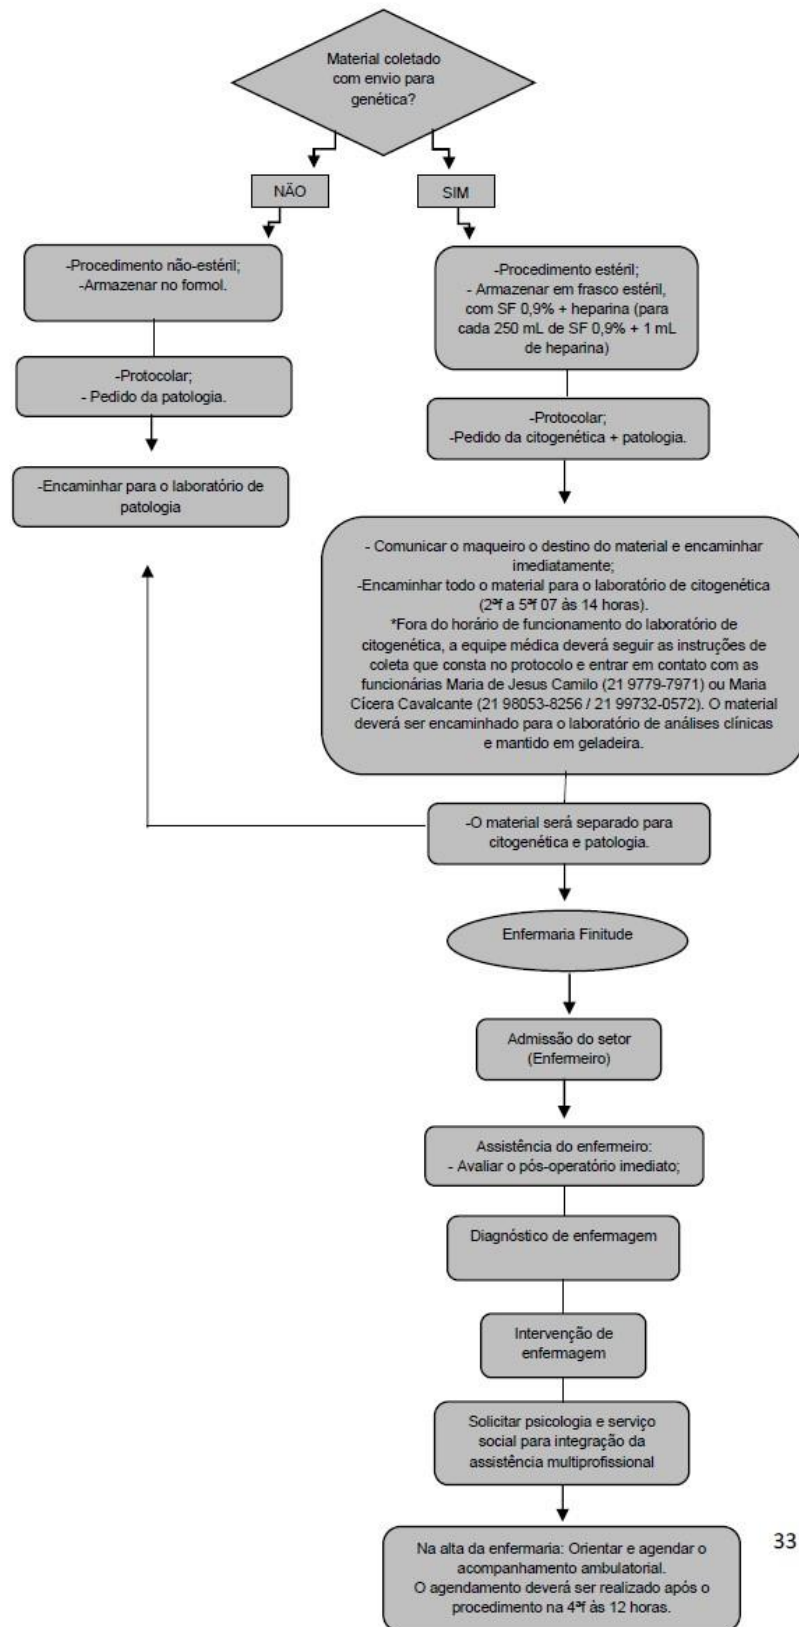 Material coletado
com envio para
genética?
NÃO
SIM
-Procedimento não-estéril;
-Armazenar no formol.
-Procedimento estéril;
- Armazenar em frasco estéril,
com SF 0,9% + heparina (para
cada 250 mL de SF 0,9% + 1 mL
de heparina)
-Protocolar;
- Pedido da patologia.
-Protocolar;
-Pedido da citogenética + patologia.
-Encaminhar para o laboratório de
patologia
- Comunicar o maqueiro o destino do material e encaminhar
imediatamente;
-Encaminhar todo o material para o laboratório de citogenética
(2ªf a 5ªf 07 às 14 horas).
*Fora do horário de funcionamento do laboratório de
citogenética, a equipe médica deverá seguir as instruções de
coleta que consta no protocolo e entrar em contato com as
funcionárias Maria de Jesus Camilo (21 9779-7971) ou Maria
Cícera Cavalcante (21 98053-8256 / 21 99732-0572). O material
deverá ser encaminhado para o laboratório de análises clínicas
e mantido em geladeira.
-O material será separado para
citogenética e patologia.
Enfermaria Finitude
Admissão do setor
(Enfermeiro)
Assistência do enfermeiro:
- Avaliar o pós-operatório imediato;
Diagnóstico de enfermagem
Intervenção de
enfermagem
Solicitar psicologia e serviço
social para integração da
assistência multiprofissional
Na alta da enfermaria: Orientar e agendar o
acompanhamento ambulatorial.
O agendamento deverá ser realizado após o
procedimento na 4ªf às 12 horas.
33